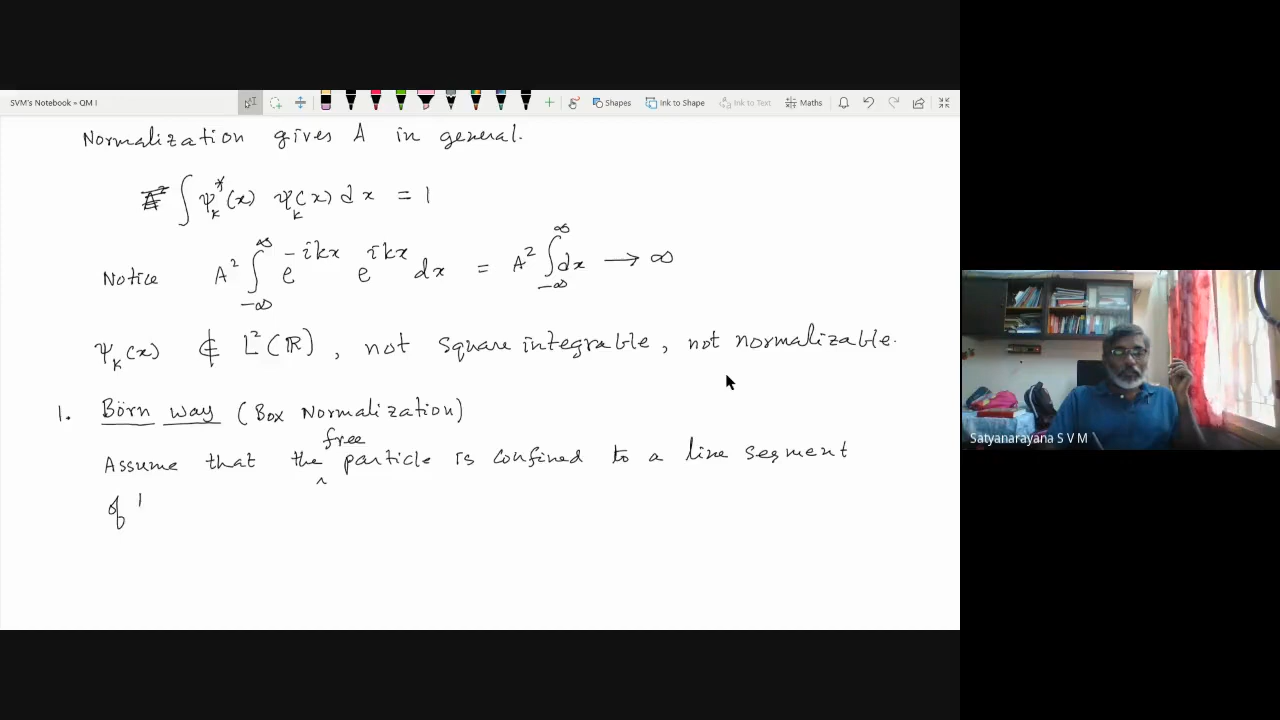 SVM's Notebook » QM I
Shapes Ink to Shape Ink to Text Maths
Normalization gives A in general.
∫ ψₖ*(x) ψₖ(x) dx = 1
Notice A² ∫_{-∞}^{∞} e^{-ikx} e^{ikx} dx = A² ∫_{-∞}^{∞} dx → ∞
ψₖ(x) ∉ L²(ℝ), not square integrable, not normalizable.
1. Börn way (Box Normalization)
Assume that the free particle is confined to a line segment
of
Satyanarayana S V M